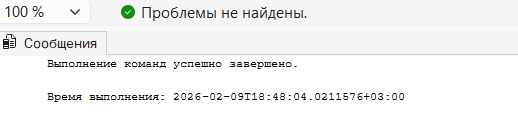 100 %
Проблемы не найдены.
Сообщения
Выполнение команд успешно завершено.
Время выполнения: 2026-02-09T18:48:04.0211576+03:00